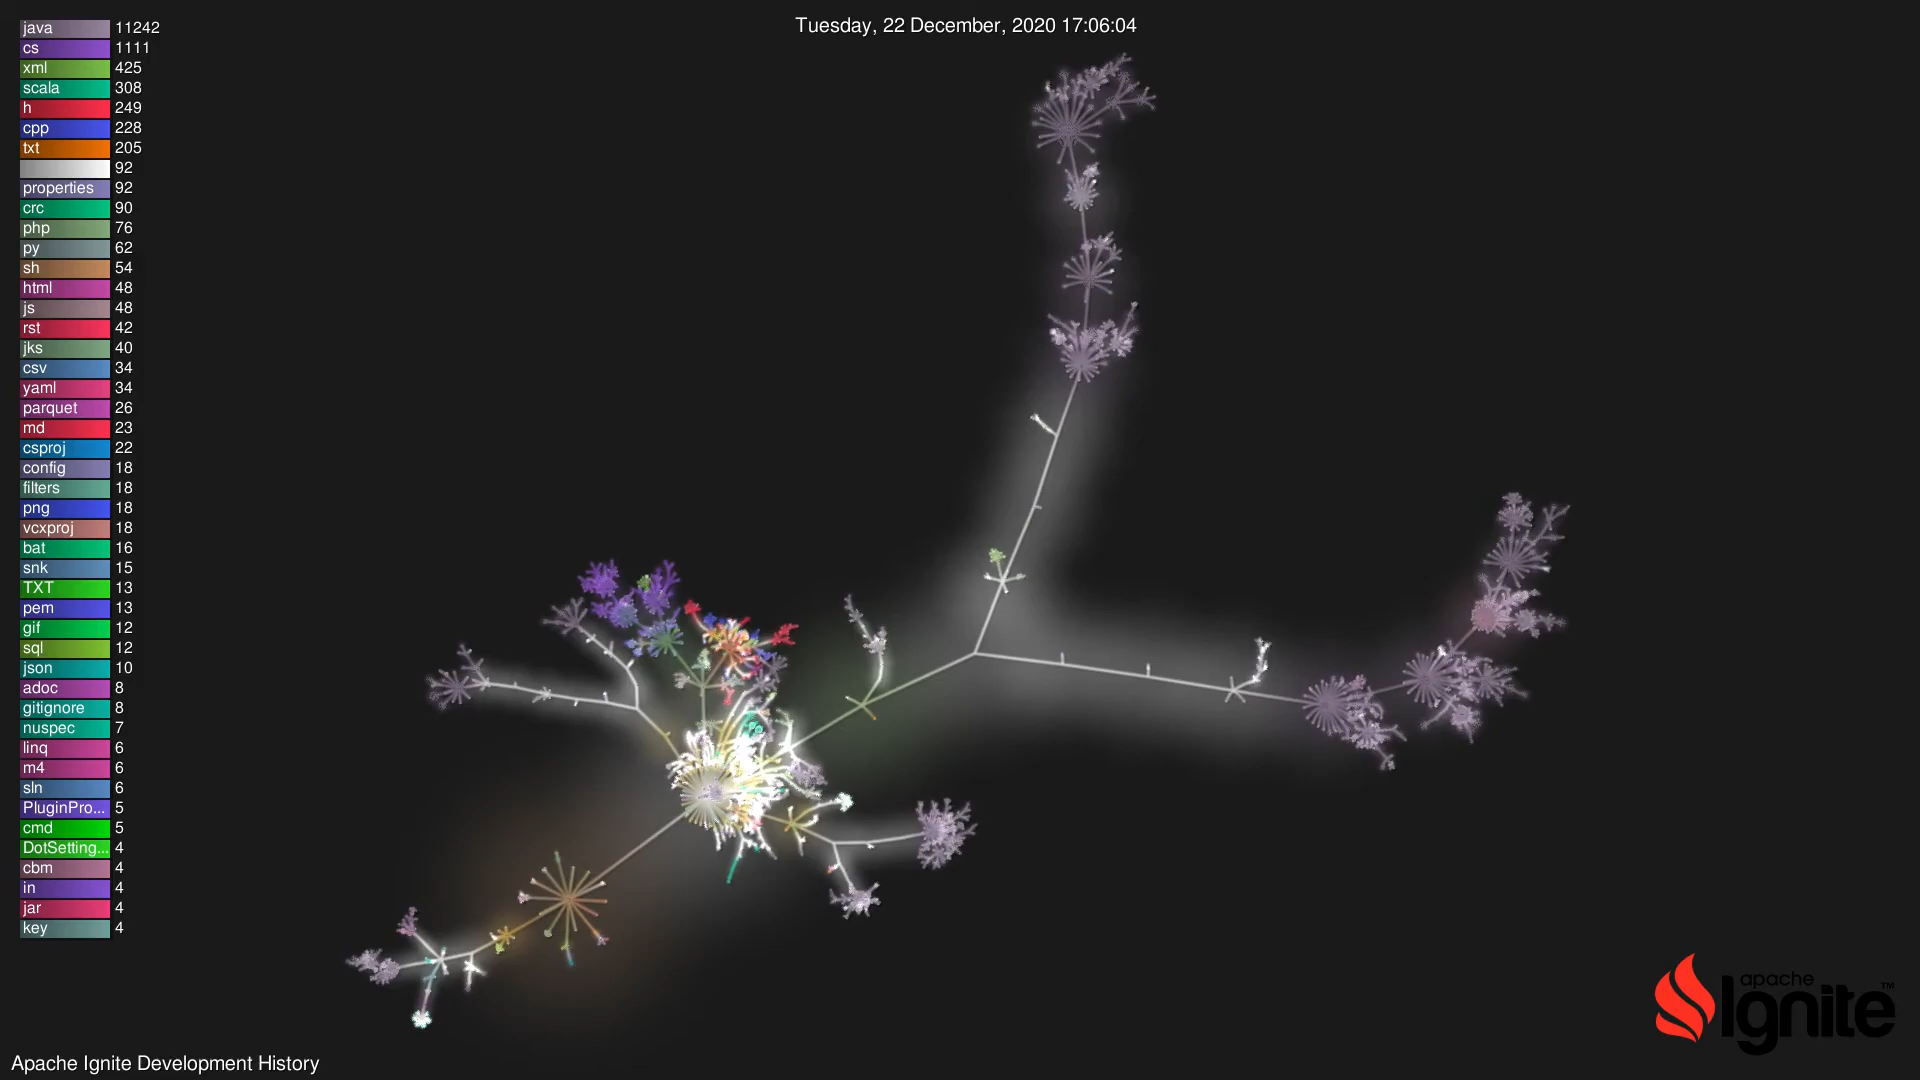 Tuesday, 22 December, 2020 17:06:04
java 11242
cs 1111
xml 425
scala 308
h 249
cpp 228
txt 205
92
properties 92
crc 90
php 76
py 62
sh 54
html 48
js 48
rst 42
jks 40
csv 34
yaml 34
parquet 26
md 23
csproj 22
config 18
filters 18
png 18
vcxproj 18
bat 16
snk 15
TXT 13
pem 13
gif 12
sql 12
json 10
adoc 8
gitignore 8
nuspec 7
linq 6
m4 6
sln 6
PluginPro... 5
cmd 5
DotSetting... 4
cbm 4
in 4
jar 4
key 4
apache
Ignite™
Apache Ignite Development History